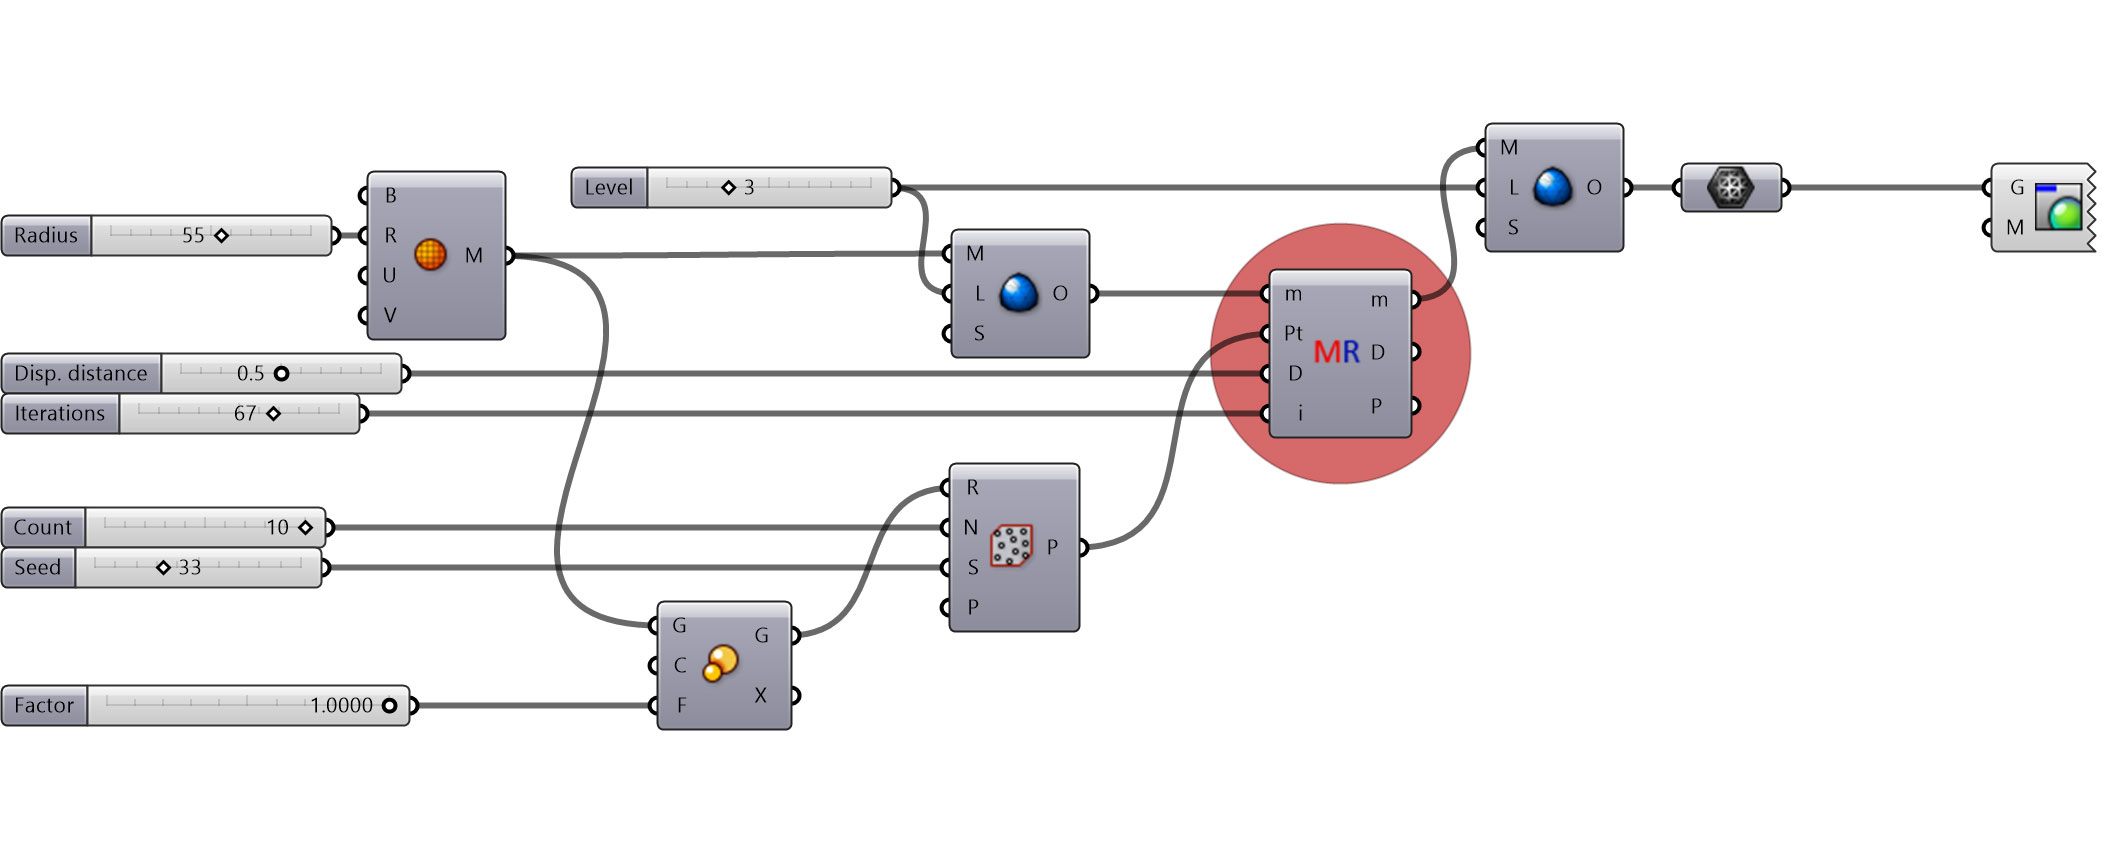 Radius 55
B
R
U
V
M
Level 3
M
L
S
O
M
L
S
O
G
M
Disp. distance 0.5
Iterations 67
m
Pt
D
i
MR
m
D
P
Count 10
Seed 33
R
N
S
P
P
Factor 1.0000
G
C
F
G
X